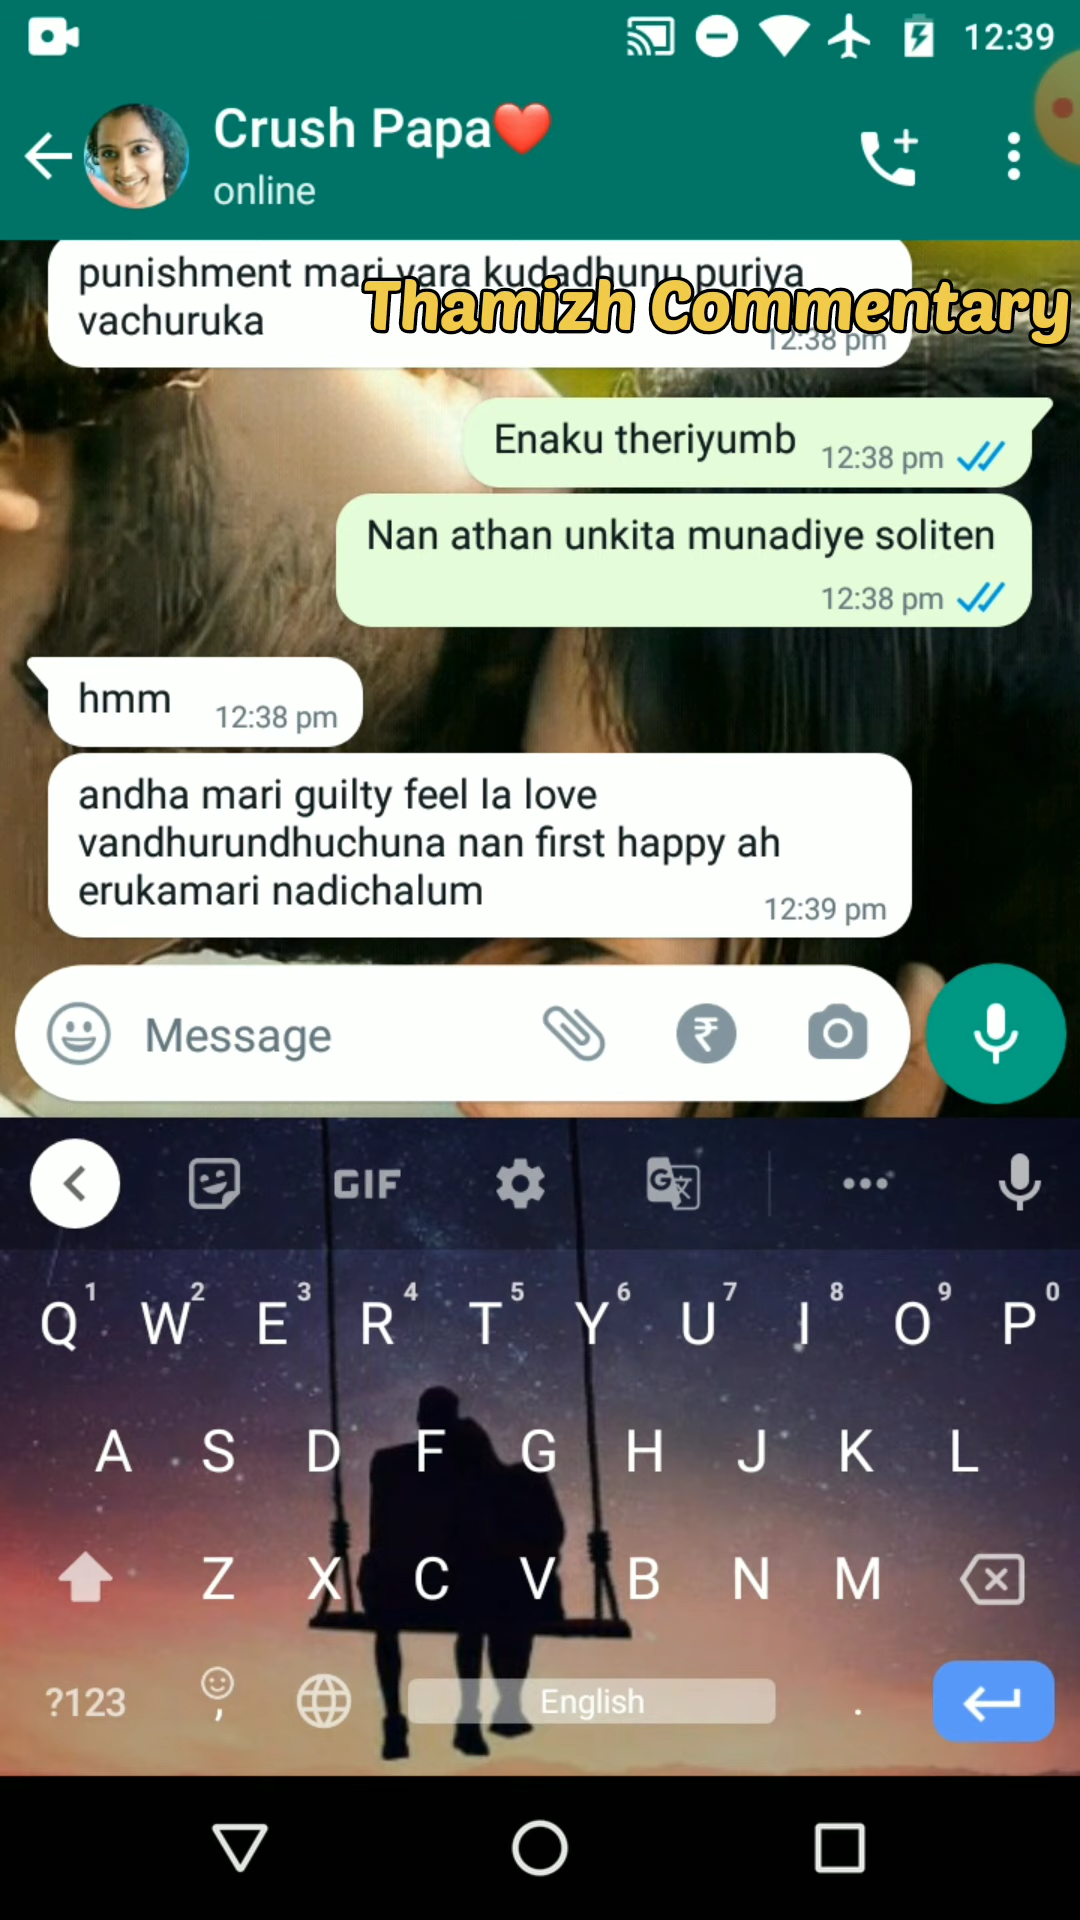 12:39
Crush Papa❤️
online
punishment mari vara kudadhunu puriya
vachuruka
12:38 pm
Thamizh Commentary
Enaku theriyumb 12:38 pm
Nan athan unkita munadiye soliten
12:38 pm
hmm 12:38 pm
andha mari guilty feel la love
vandhurundhuchuna nan first happy ah
erukamari nadichalum
12:39 pm
Message
GIF
1 2 3 4 5 6 7 8 9 0
Q W E R T Y U I O P
A S D F G H J K L
Z X C V B N M
?123 , English .